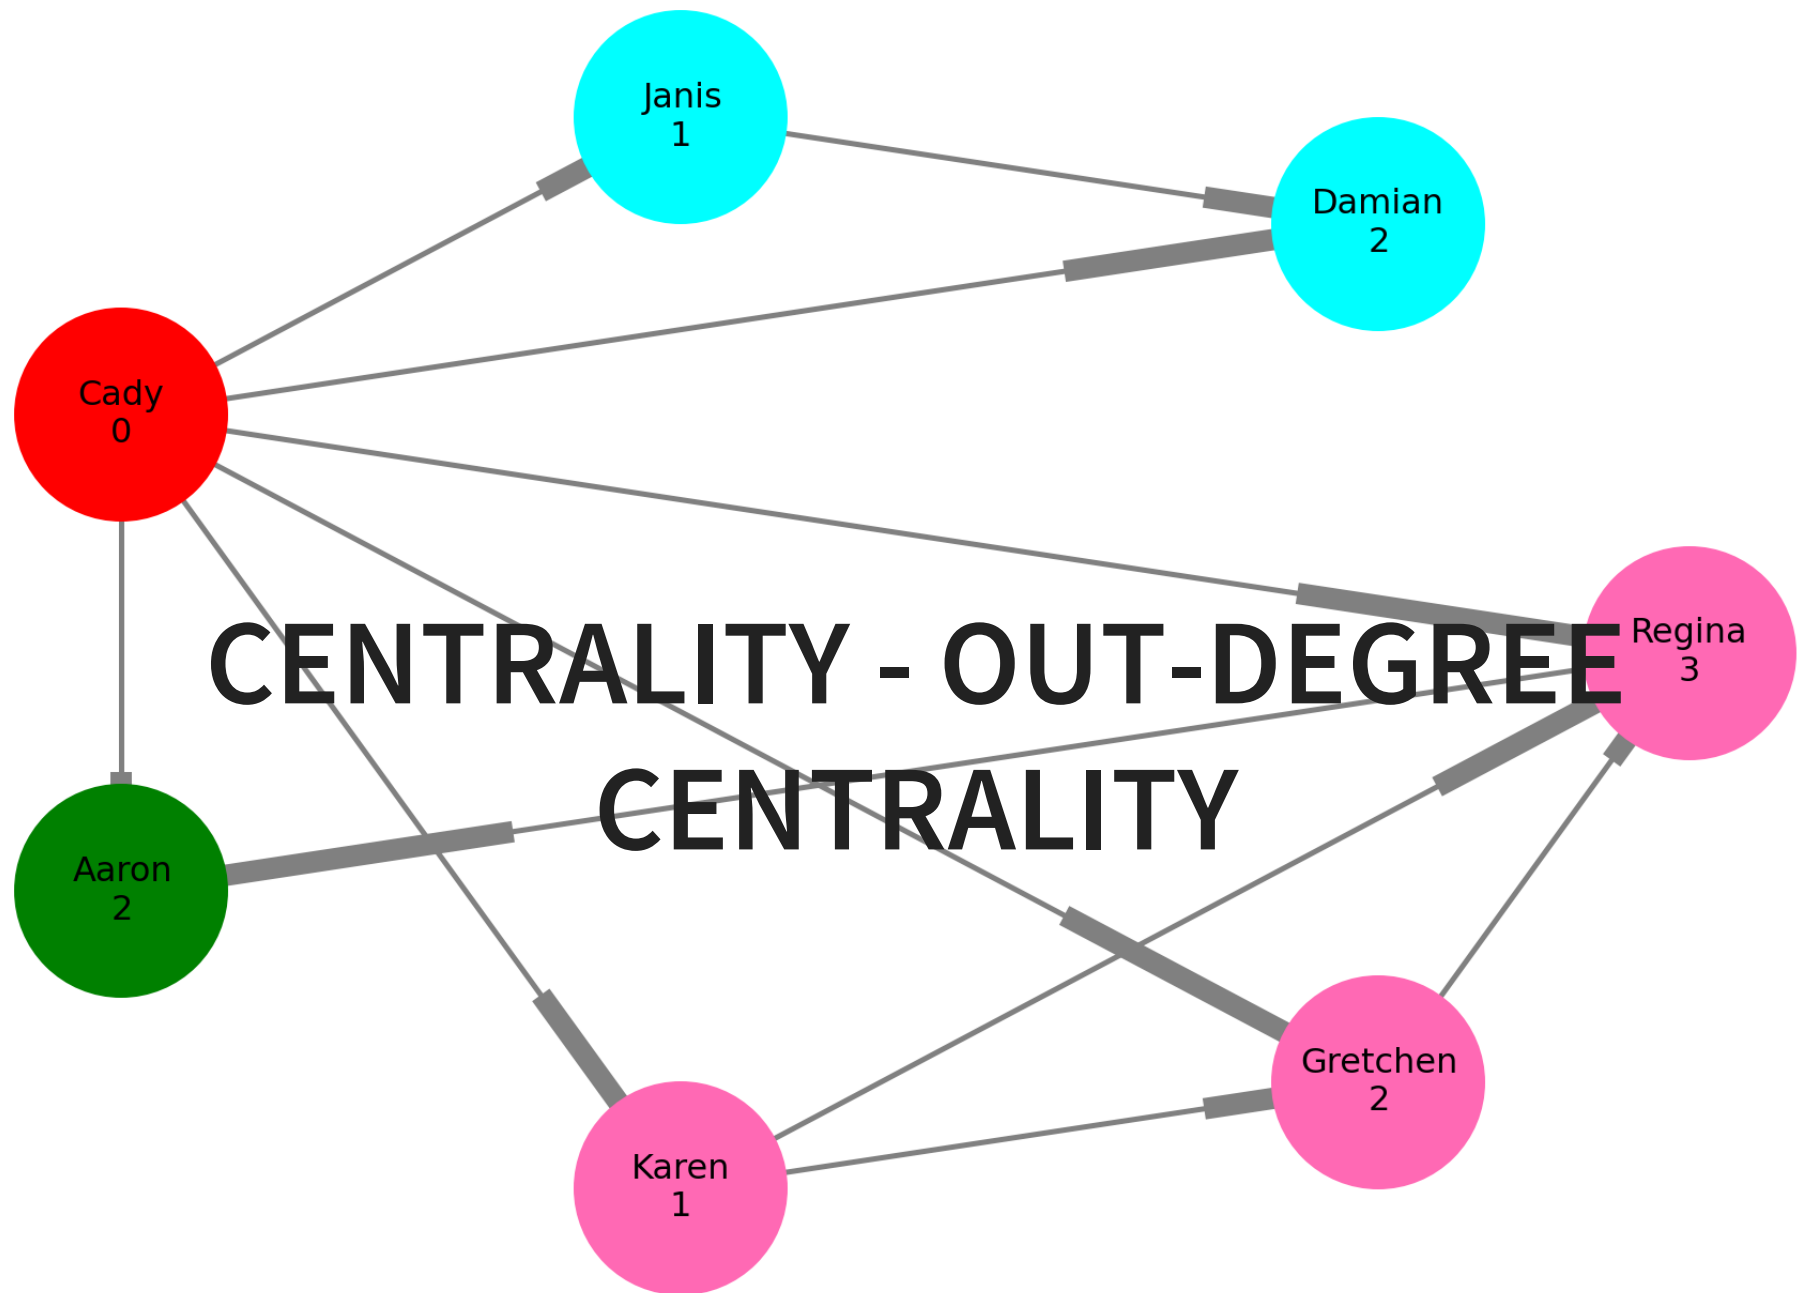 Janis
1
Damian
2
Cady
0
CENTRALITY - OUT-DEGREE
CENTRALITY
Regina
3
Aaron
2
Gretchen
2
Karen
1